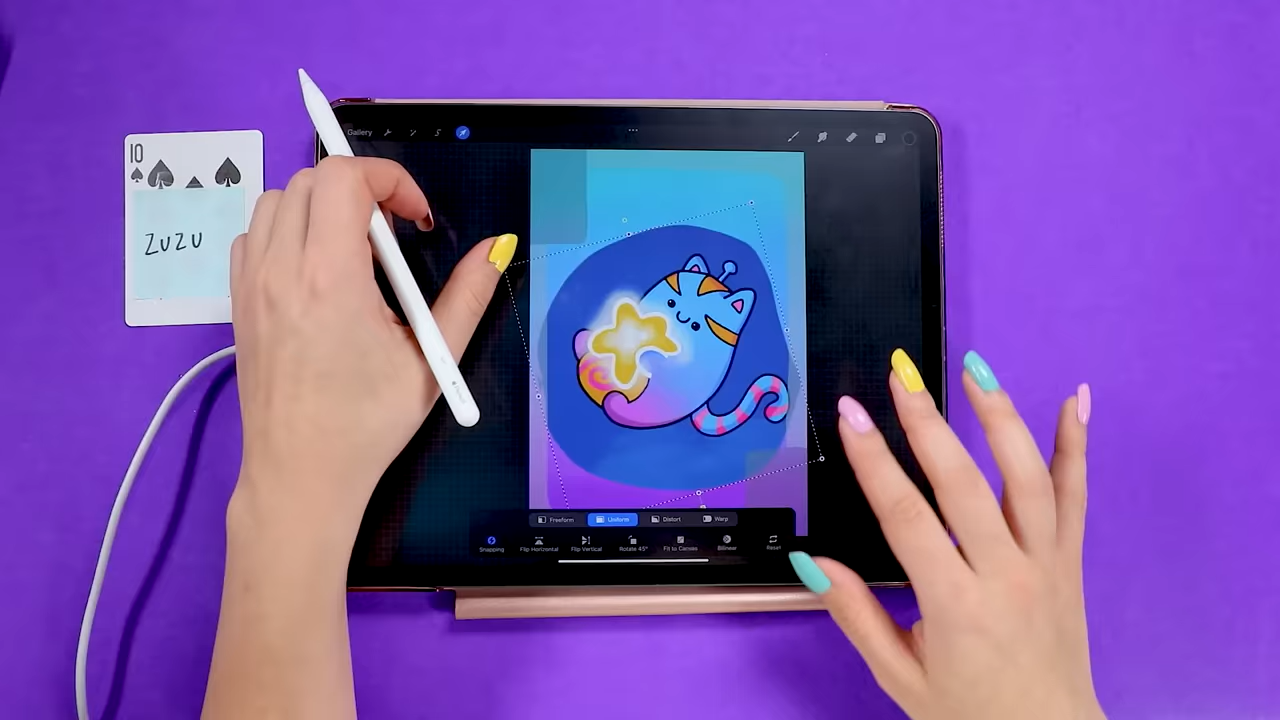 10
ZUZU
Gallery
Freeform
Uniform
Distort
Warp
Snapping
Flip Horizontal
Flip Vertical
Rotate 45°
Fit to Canvas
Bilinear
Reset